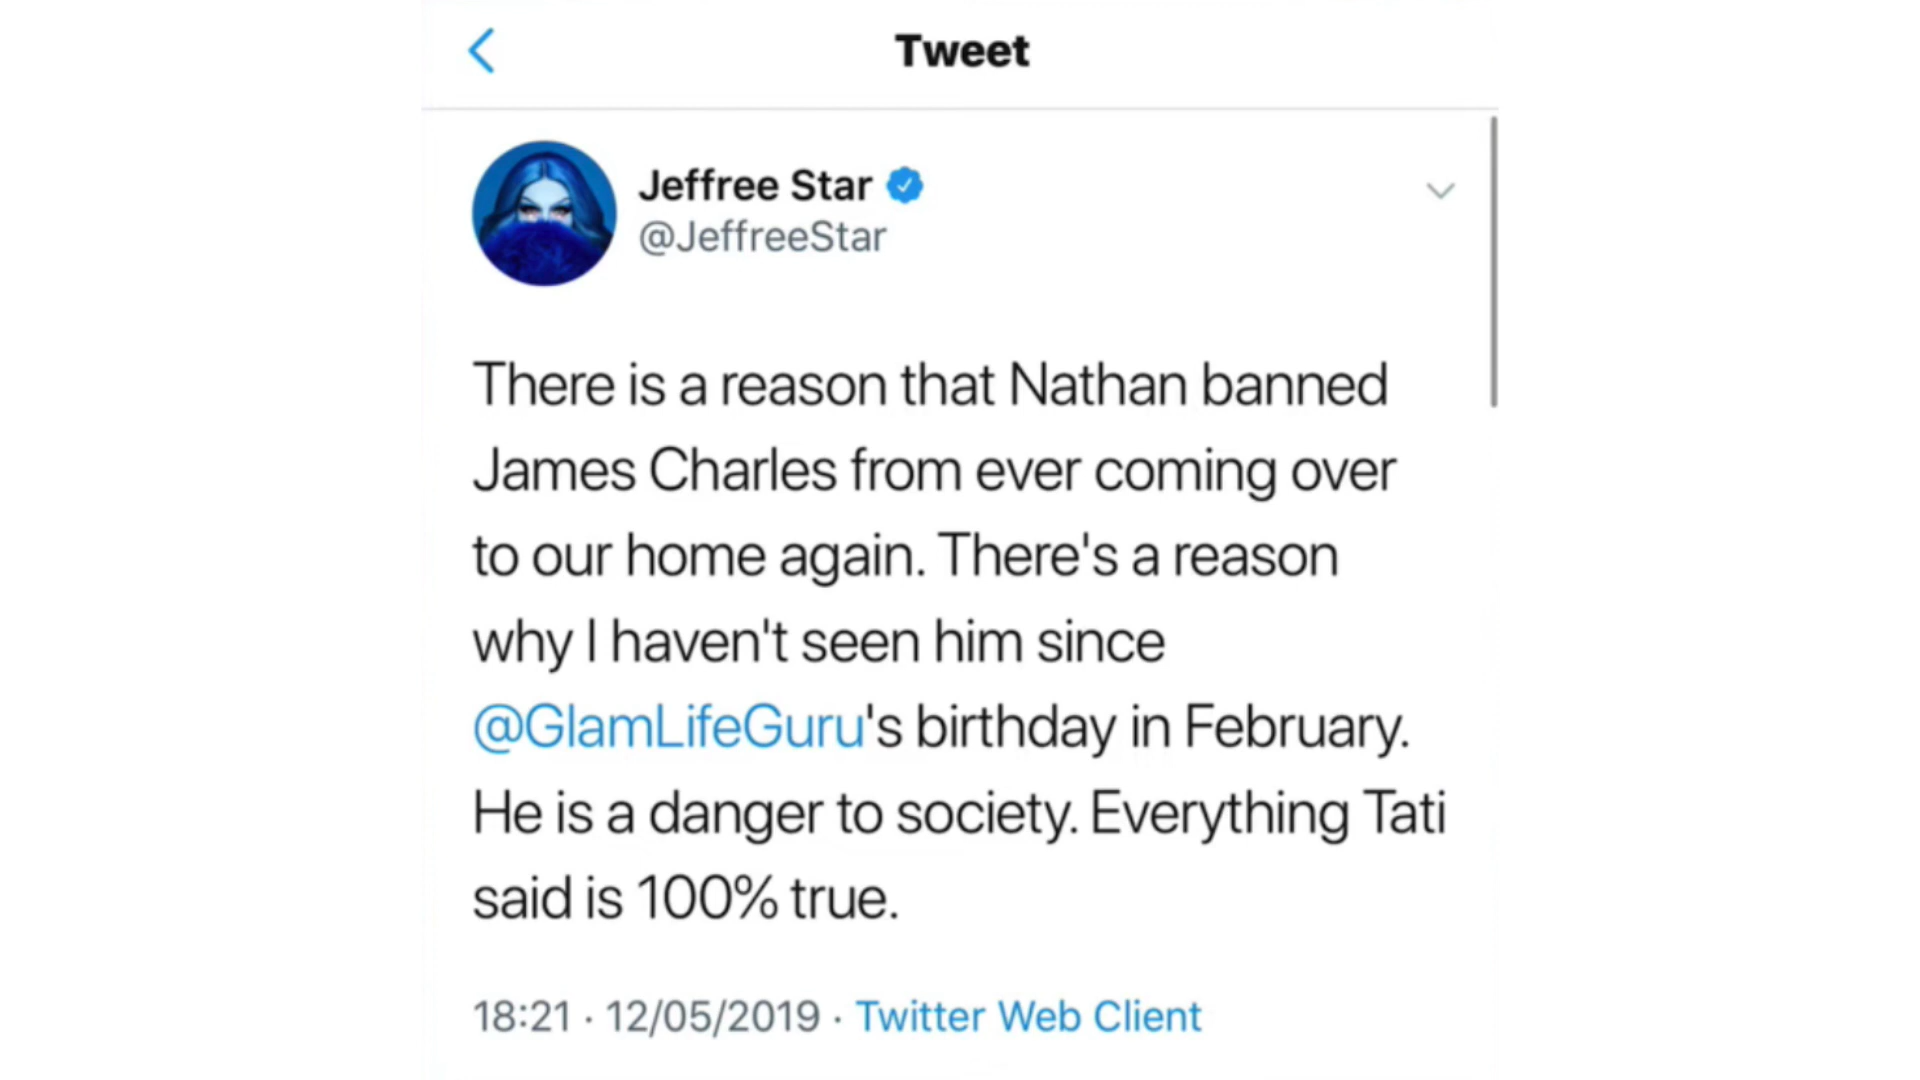 Tweet
Jeffree Star
@JeffreeStar
There is a reason that Nathan banned
James Charles from ever coming over
to our home again. There's a reason
why I haven't seen him since
@GlamLifeGuru's birthday in February.
He is a danger to society. Everything Tati
said is 100% true.
18:21 · 12/05/2019 · Twitter Web Client